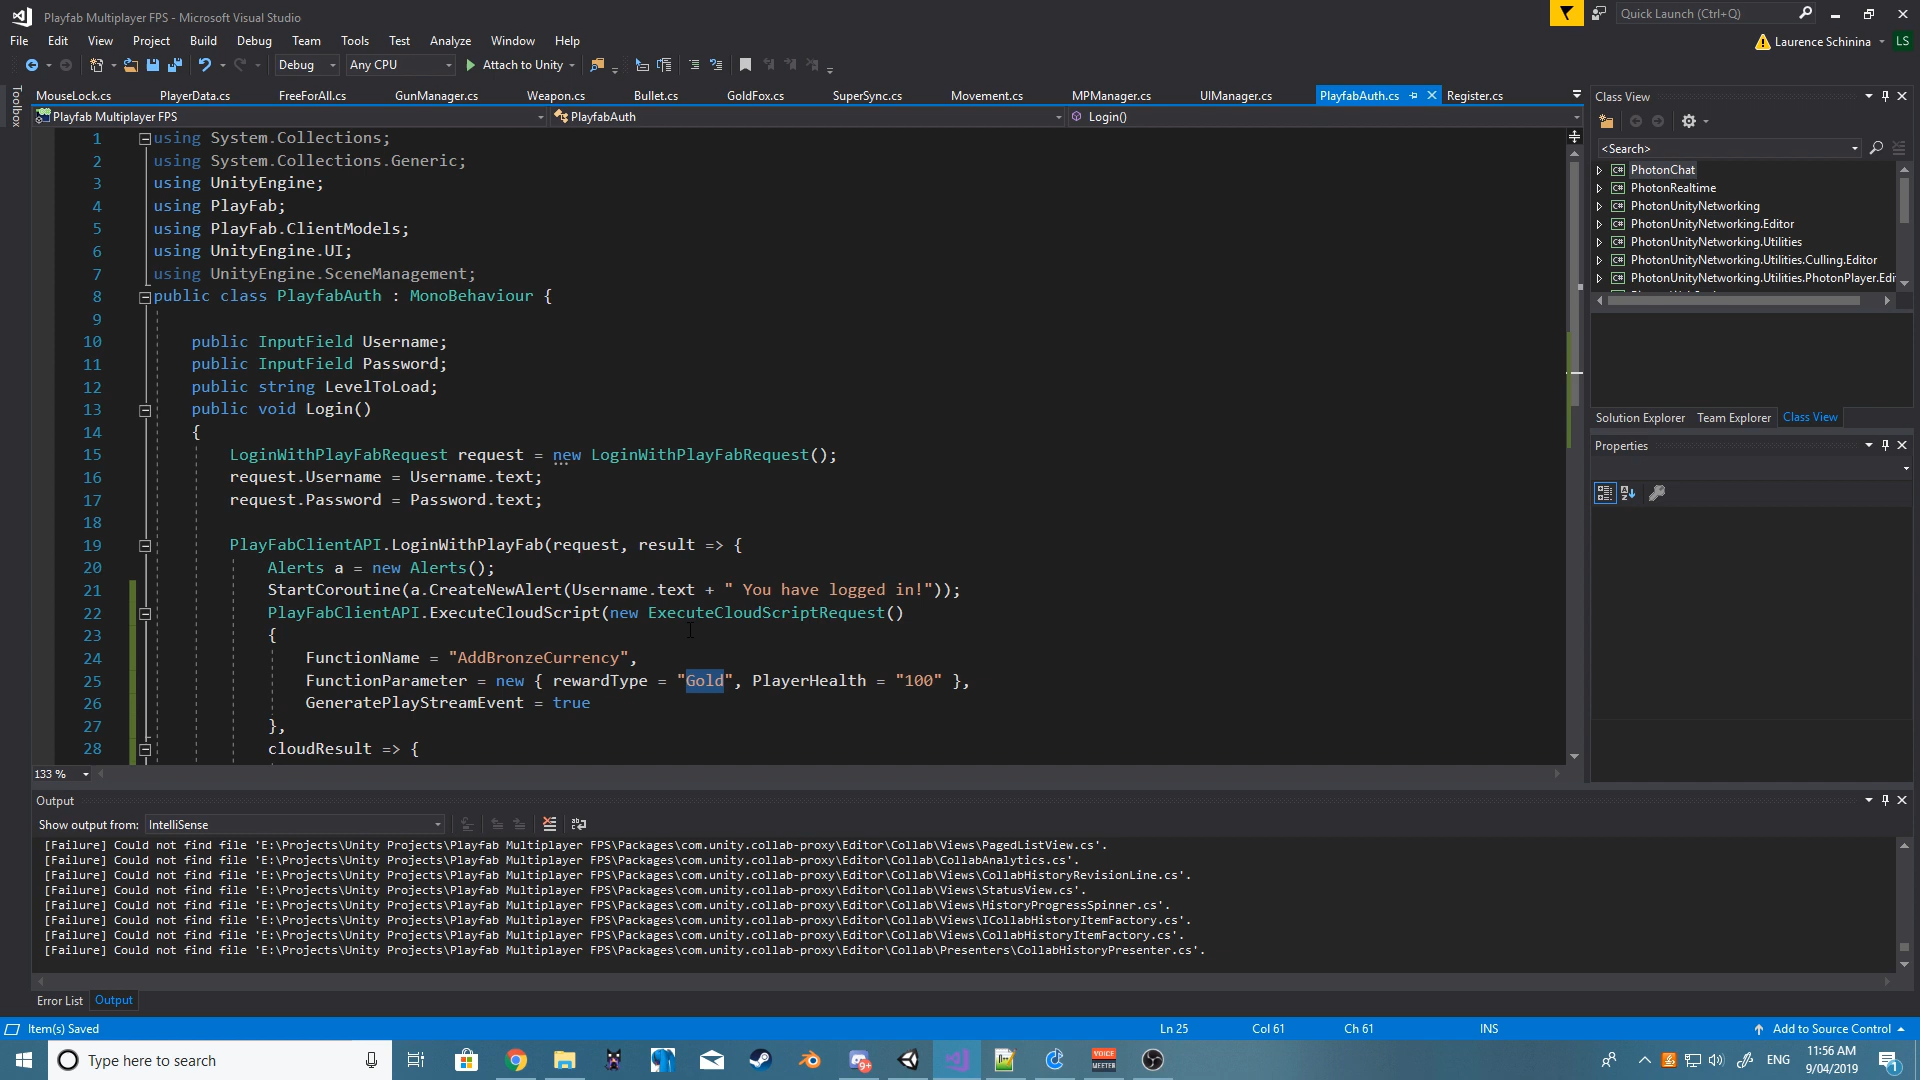 Playfab Multiplayer FPS - Microsoft Visual Studio
Quick Launch (Ctrl+Q)
File Edit View Project Build Debug Team Tools Test Analyze Window Help
Laurence Schinina LS
Debug Any CPU Attach to Unity
Toolbox
MouseLock.cs PlayerData.cs FreeForAll.cs GunManager.cs Weapon.cs Bullet.cs GoldFox.cs SuperSync.cs Movement.cs MPManager.cs UIManager.cs PlayfabAuth.cs Register.cs
Playfab Multiplayer FPS PlayfabAuth Login()
1 using System.Collections;
2 using System.Collections.Generic;
3 using UnityEngine;
4 using PlayFab;
5 using PlayFab.ClientModels;
6 using UnityEngine.UI;
7 using UnityEngine.SceneManagement;
8 public class PlayfabAuth : MonoBehaviour {
9
10 public InputField Username;
11 public InputField Password;
12 public string LevelToLoad;
13 public void Login()
14 {
15 LoginWithPlayFabRequest request = new LoginWithPlayFabRequest();
16 request.Username = Username.text;
17 request.Password = Password.text;
18
19 PlayFabClientAPI.LoginWithPlayFab(request, result => {
20 Alerts a = new Alerts();
21 StartCoroutine(a.CreateNewAlert(Username.text + " You have logged in!"));
22 PlayFabClientAPI.ExecuteCloudScript(new ExecuteCloudScriptRequest()
23 {
24 FunctionName = "AddBronzeCurrency",
25 FunctionParameter = new { rewardType = "Gold", PlayerHealth = "100" },
26 GeneratePlayStreamEvent = true
27 },
28 cloudResult => {
133 %
Class View
<Search>
PhotonChat
PhotonRealtime
PhotonUnityNetworking
PhotonUnityNetworking.Editor
PhotonUnityNetworking.Utilities
PhotonUnityNetworking.Utilities.Culling.Editor
PhotonUnityNetworking.Utilities.PhotonPlayer.Edi
Solution Explorer Team Explorer Class View
Properties
Output
Show output from: IntelliSense
[Failure] Could not find file 'E:\Projects\Unity Projects\Playfab Multiplayer FPS\Packages\com.unity.collab-proxy\Editor\Collab\Views\PagedListView.cs'.
[Failure] Could not find file 'E:\Projects\Unity Projects\Playfab Multiplayer FPS\Packages\com.unity.collab-proxy\Editor\Collab\CollabAnalytics.cs'.
[Failure] Could not find file 'E:\Projects\Unity Projects\Playfab Multiplayer FPS\Packages\com.unity.collab-proxy\Editor\Collab\Views\CollabHistoryRevisionLine.cs'.
[Failure] Could not find file 'E:\Projects\Unity Projects\Playfab Multiplayer FPS\Packages\com.unity.collab-proxy\Editor\Collab\Views\StatusView.cs'.
[Failure] Could not find file 'E:\Projects\Unity Projects\Playfab Multiplayer FPS\Packages\com.unity.collab-proxy\Editor\Collab\Views\HistoryProgressSpinner.cs'.
[Failure] Could not find file 'E:\Projects\Unity Projects\Playfab Multiplayer FPS\Packages\com.unity.collab-proxy\Editor\Collab\Views\ICollabHistoryItemFactory.cs'.
[Failure] Could not find file 'E:\Projects\Unity Projects\Playfab Multiplayer FPS\Packages\com.unity.collab-proxy\Editor\Collab\Views\CollabHistoryItemFactory.cs'.
[Failure] Could not find file 'E:\Projects\Unity Projects\Playfab Multiplayer FPS\Packages\com.unity.collab-proxy\Editor\Collab\Presenters\CollabHistoryPresenter.cs'.
Error List Output
Item(s) Saved Ln 25 Col 61 Ch 61 INS Add to Source Control
Type here to search
VOICE MEETER
ENG
11:56 AM
9/04/2019